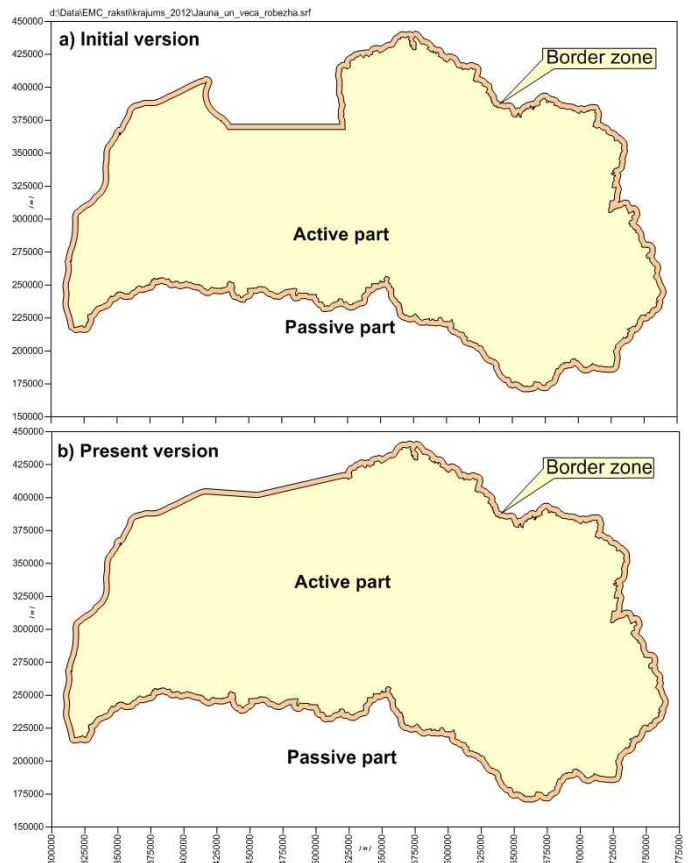 d:\Data\EMC_raksti\krajums_2012\Jauna_un_veca_robezha.srf
450000
a) Initial version
Border zone
425000
400000
375000
350000
325000
300000
275000
250000
225000
200000
175000
150000
Active part
Passive part
450000
b) Present version
Border zone
425000
400000
375000
350000
325000
300000
275000
250000
225000
200000
175000
150000
Active part
Passive part